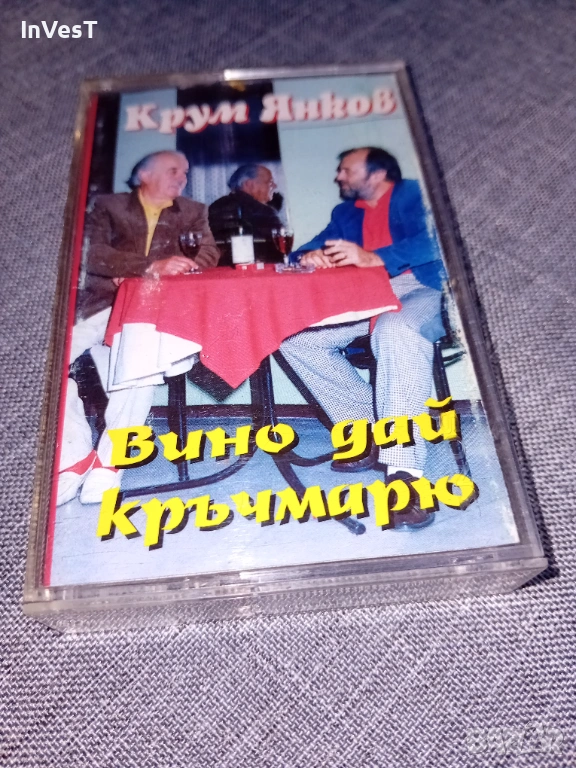 InVesT
Крум Янков
Вино дай
кръчмарю